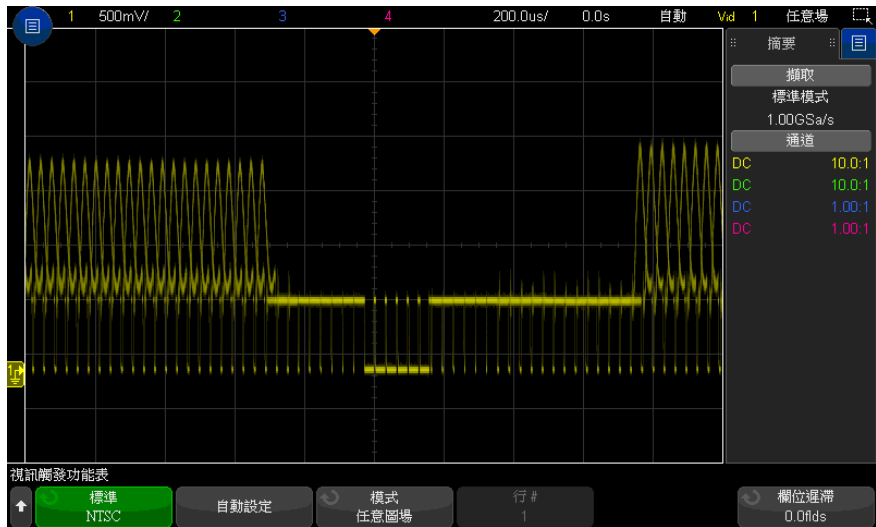 1 500mV/ 2 3 4 200.0us/ 0.0s 自動 Vid 1 任意場
摘要
擷取
標準模式
1.00GSa/s
通道
DC 10.0:1
DC 10.0:1
DC 1.00:1
DC 1.00:1
1
視訊觸發功能表
標準
NTSC
自動設定
模式
任意圖場
行 #
1
欄位遲滯
0.0flds